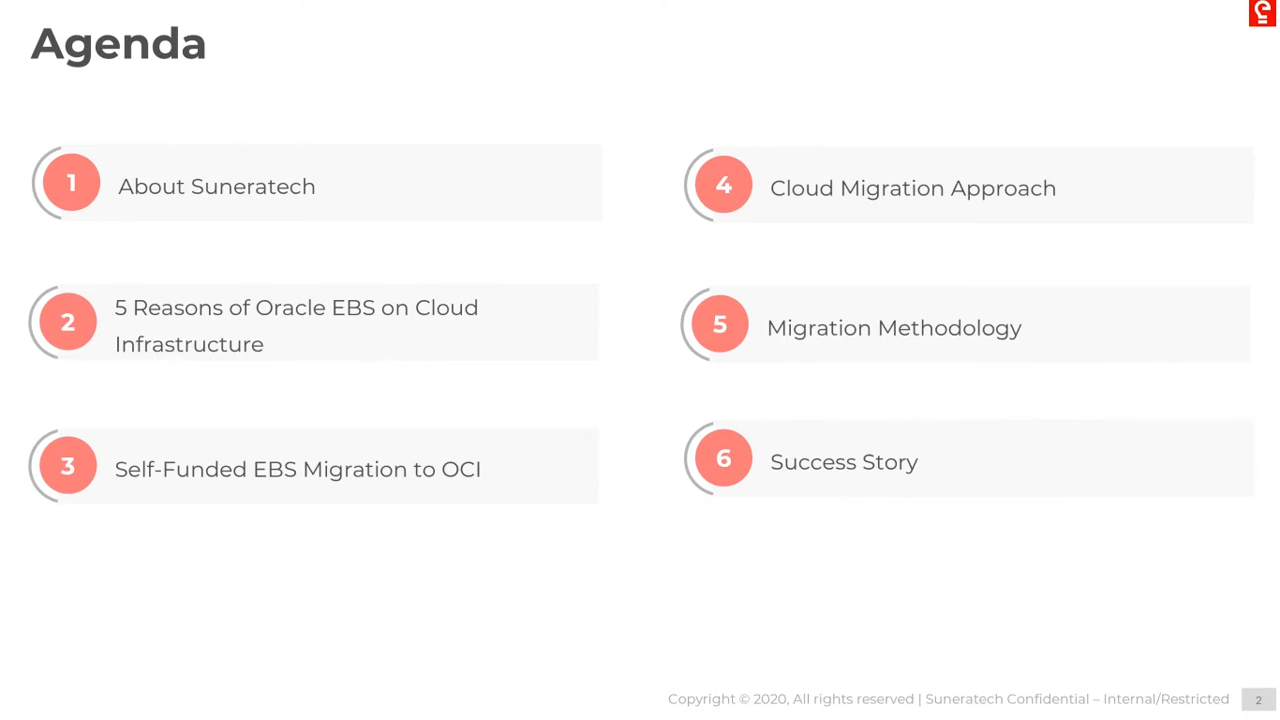 Agenda
1
About Suneratech
2
5 Reasons of Oracle EBS on Cloud
Infrastructure
3
Self-Funded EBS Migration to OCI
4
Cloud Migration Approach
5
Migration Methodology
6
Success Story
Copyright © 2020, All rights reserved | Suneratech Confidential – Internal/Restricted
2